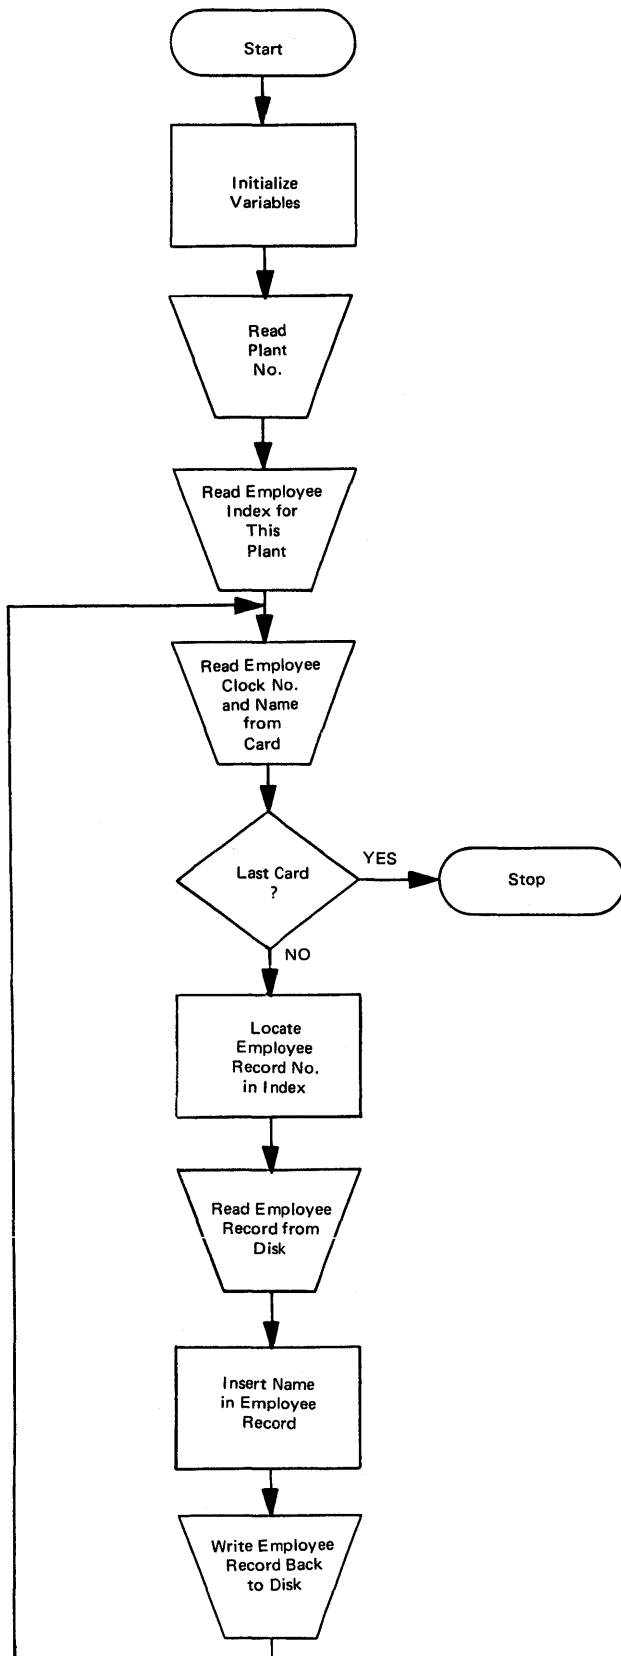 Start
Initialize
Variables
Read
Plant
No.
Read Employee
Index for
This
Plant
Read Employee
Clock No.
and Name
from
Card
Last Card
?
YES
Stop
NO
Locate
Employee
Record No.
in Index
Read Employee
Record from
Disk
Insert Name
in Employee
Record
Write Employee
Record Back
to Disk